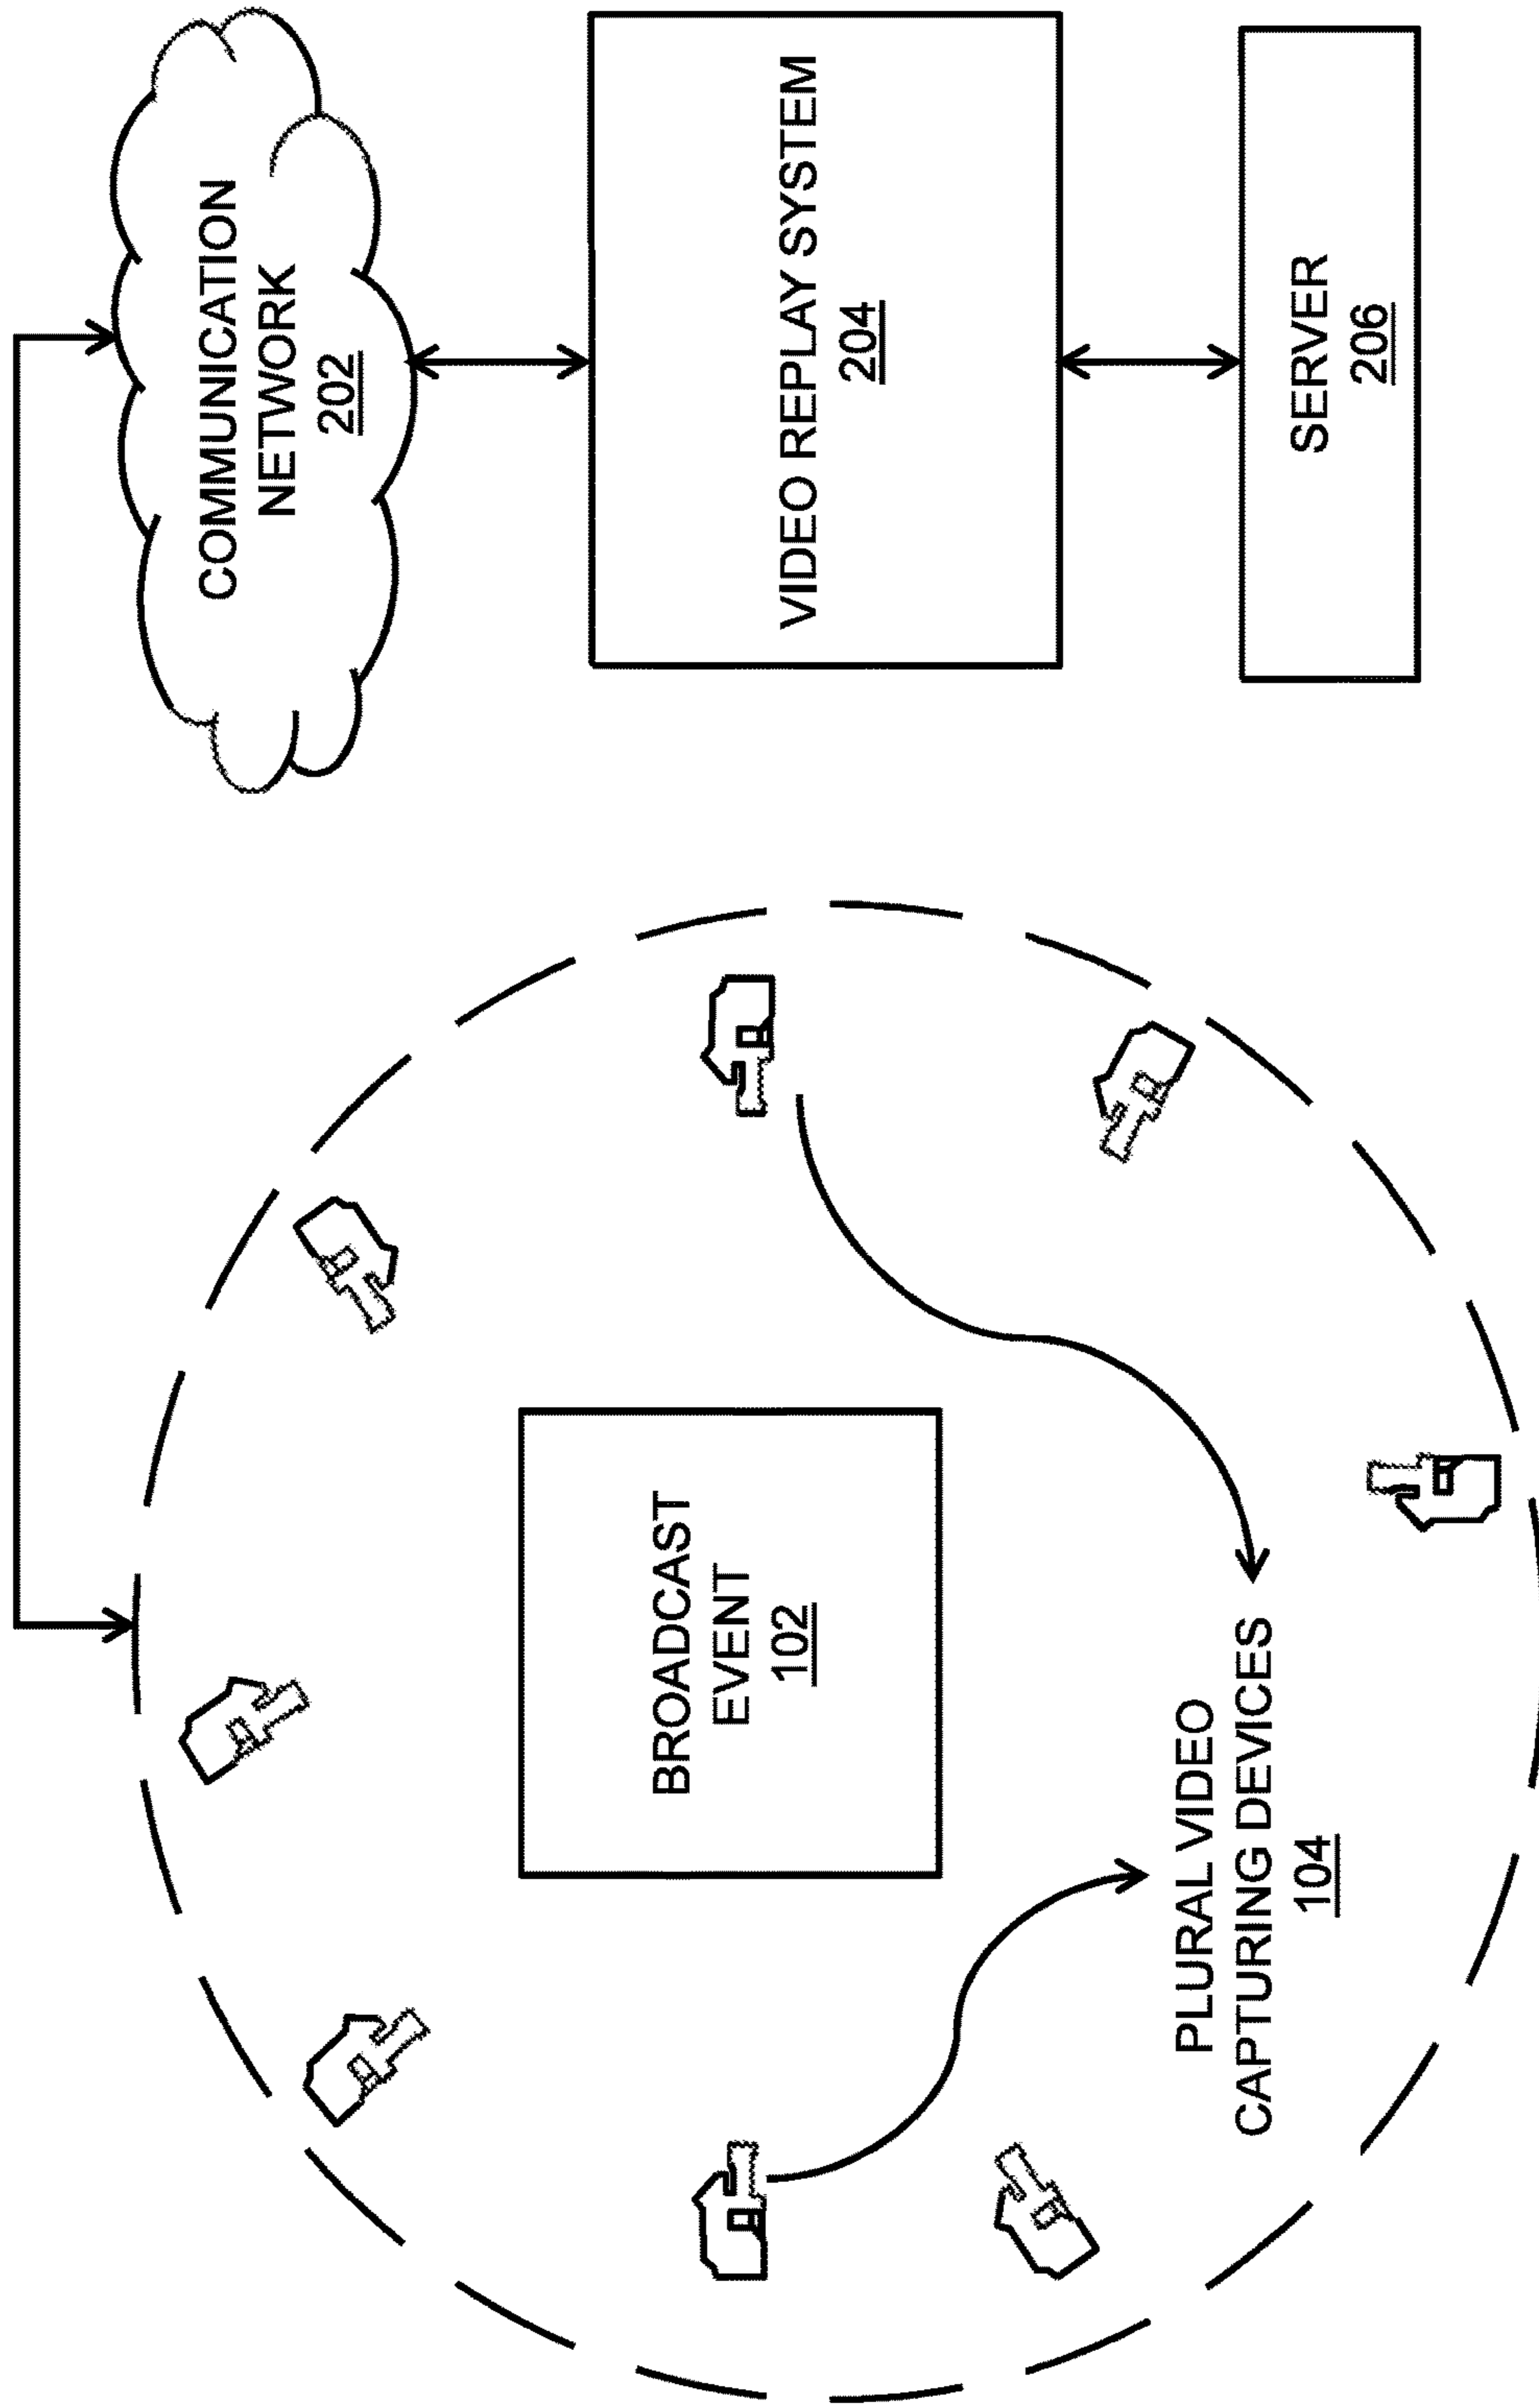 BROADCAST
EVENT
102
PLURAL VIDEO
CAPTURING DEVICES
104
COMMUNICATION
NETWORK
202
VIDEO REPLAY SYSTEM
204
SERVER
206